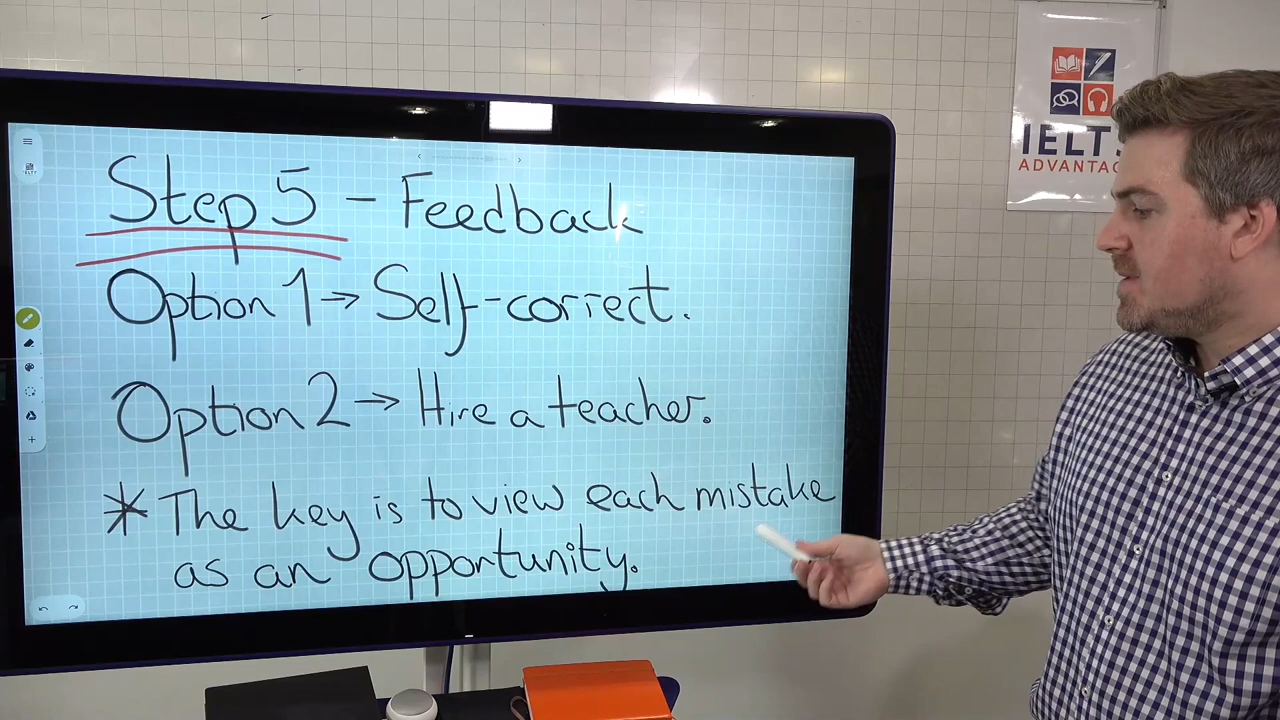 Step 5 - Feedback
Option 1 → Self-correct.
Option 2 → Hire a teacher.
* The key is to view each mistake
as an opportunity.
IELTS
ADVANTAG